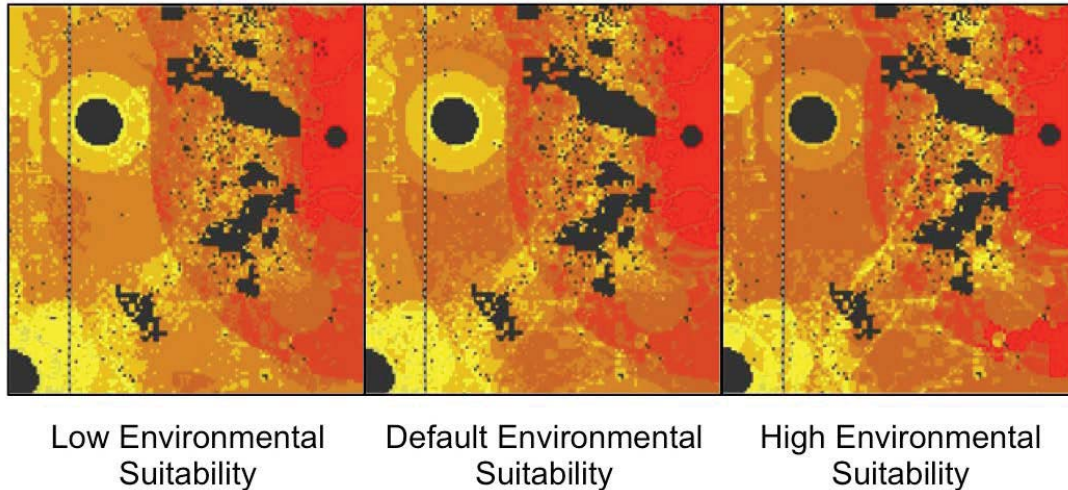 Low Environmental
Suitability
Default Environmental
Suitability
High Environmental
Suitability